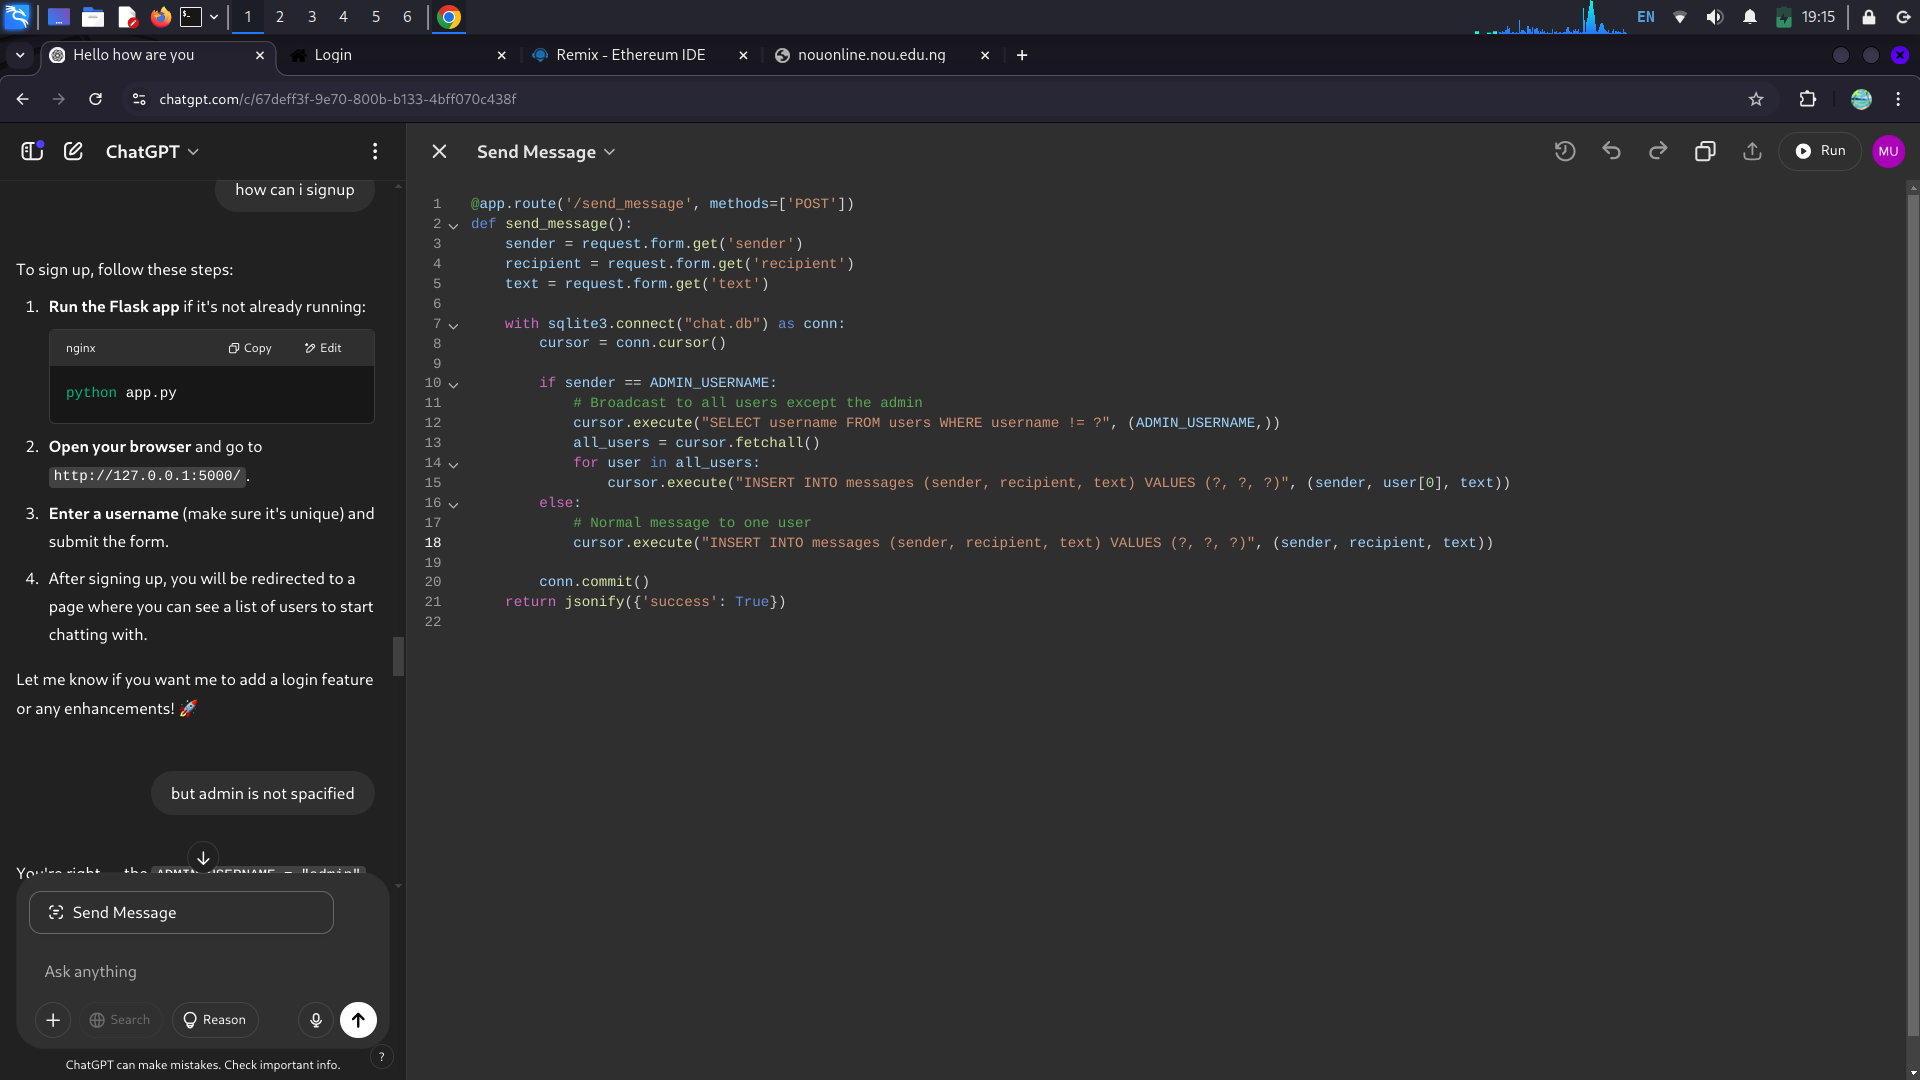 1 2 3 4 5 6
EN
19:15
Hello how are you
Login
Remix - Ethereum IDE
nouonline.nou.edu.ng
chatgpt.com/c/67deff3f-9e70-800b-b133-4bff070c438f
ChatGPT
how can i signup
To sign up, follow these steps:
1. Run the Flask app if it's not already running:
nginx
Copy
Edit
python app.py
2. Open your browser and go to
http://127.0.0.1:5000/.
3. Enter a username (make sure it's unique) and
submit the form.
4. After signing up, you will be redirected to a
page where you can see a list of users to start
chatting with.
Let me know if you want me to add a login feature
or any enhancements! 🚀
but admin is not spacified
You're right — the ADMIN_USERNAME = "admin"
Send Message
Ask anything
Search
Reason
ChatGPT can make mistakes. Check important info.
?
Send Message
Run
MU
1 @app.route('/send_message', methods=['POST'])
2 def send_message():
3     sender = request.form.get('sender')
4     recipient = request.form.get('recipient')
5     text = request.form.get('text')
6
7     with sqlite3.connect("chat.db") as conn:
8         cursor = conn.cursor()
9
10         if sender == ADMIN_USERNAME:
11             # Broadcast to all users except the admin
12             cursor.execute("SELECT username FROM users WHERE username != ?", (ADMIN_USERNAME,))
13             all_users = cursor.fetchall()
14             for user in all_users:
15                 cursor.execute("INSERT INTO messages (sender, recipient, text) VALUES (?, ?, ?)", (sender, user[0], text))
16         else:
17             # Normal message to one user
18             cursor.execute("INSERT INTO messages (sender, recipient, text) VALUES (?, ?, ?)", (sender, recipient, text))
19
20         conn.commit()
21     return jsonify({'success': True})
22